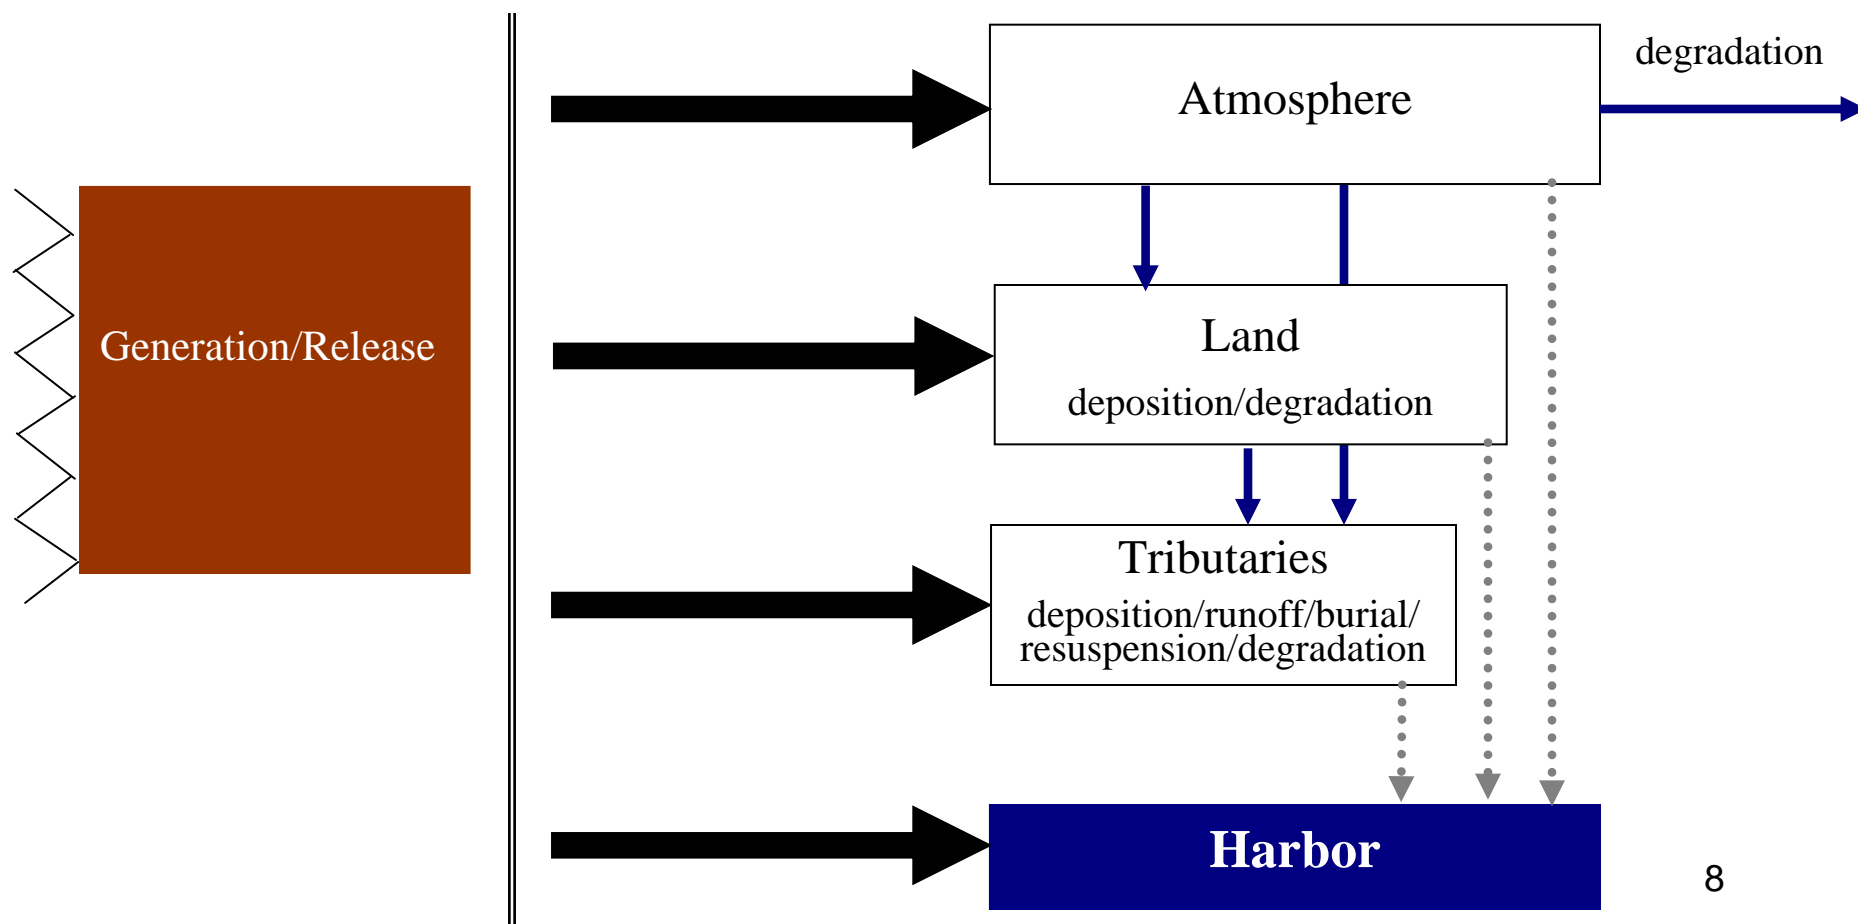 degradation
Atmosphere
Generation/Release
Land
deposition/degradation
Tributaries
deposition/runoff/burial/
resuspension/degradation
Harbor
8